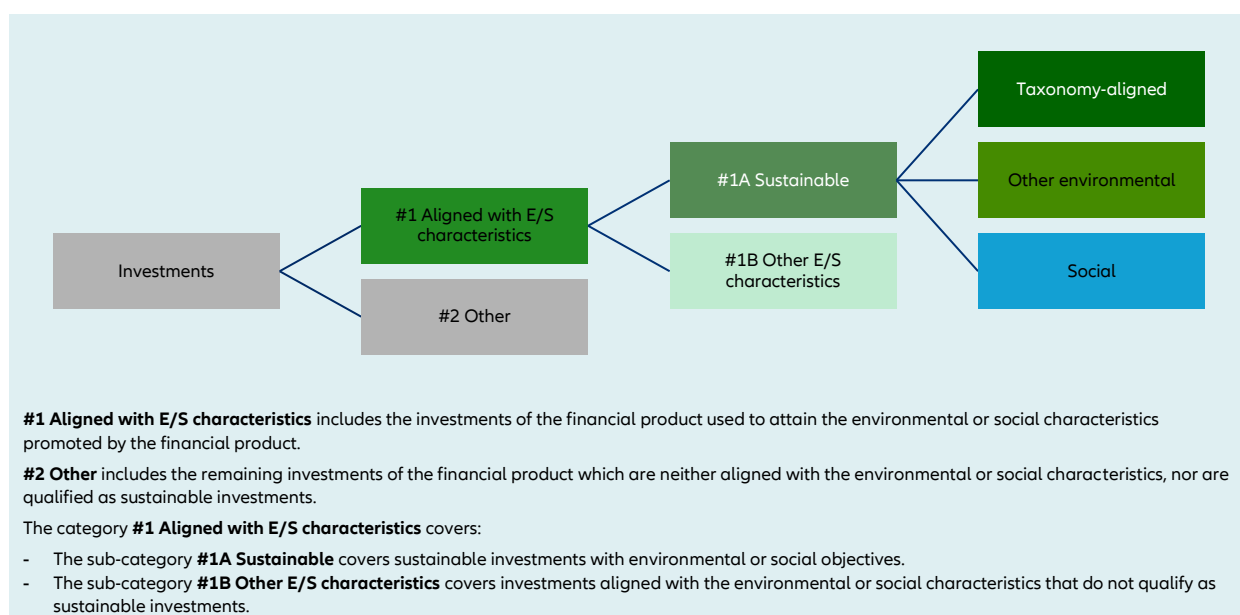 Taxonomy-aligned
#1A Sustainable
Other environmental
#1 Aligned with E/S
characteristics
Investments
#1B Other E/S
characteristics
Social
#2 Other
#1 Aligned with E/S characteristics includes the investments of the financial product used to attain the environmental or social characteristics
promoted by the financial product.
#2 Other includes the remaining investments of the financial product which are neither aligned with the environmental or social characteristics, nor are
qualified as sustainable investments.
The category #1 Aligned with E/S characteristics covers:
- The sub-category #1A Sustainable covers sustainable investments with environmental or social objectives.
- The sub-category #1B Other E/S characteristics covers investments aligned with the environmental or social characteristics that do not qualify as
sustainable investments.